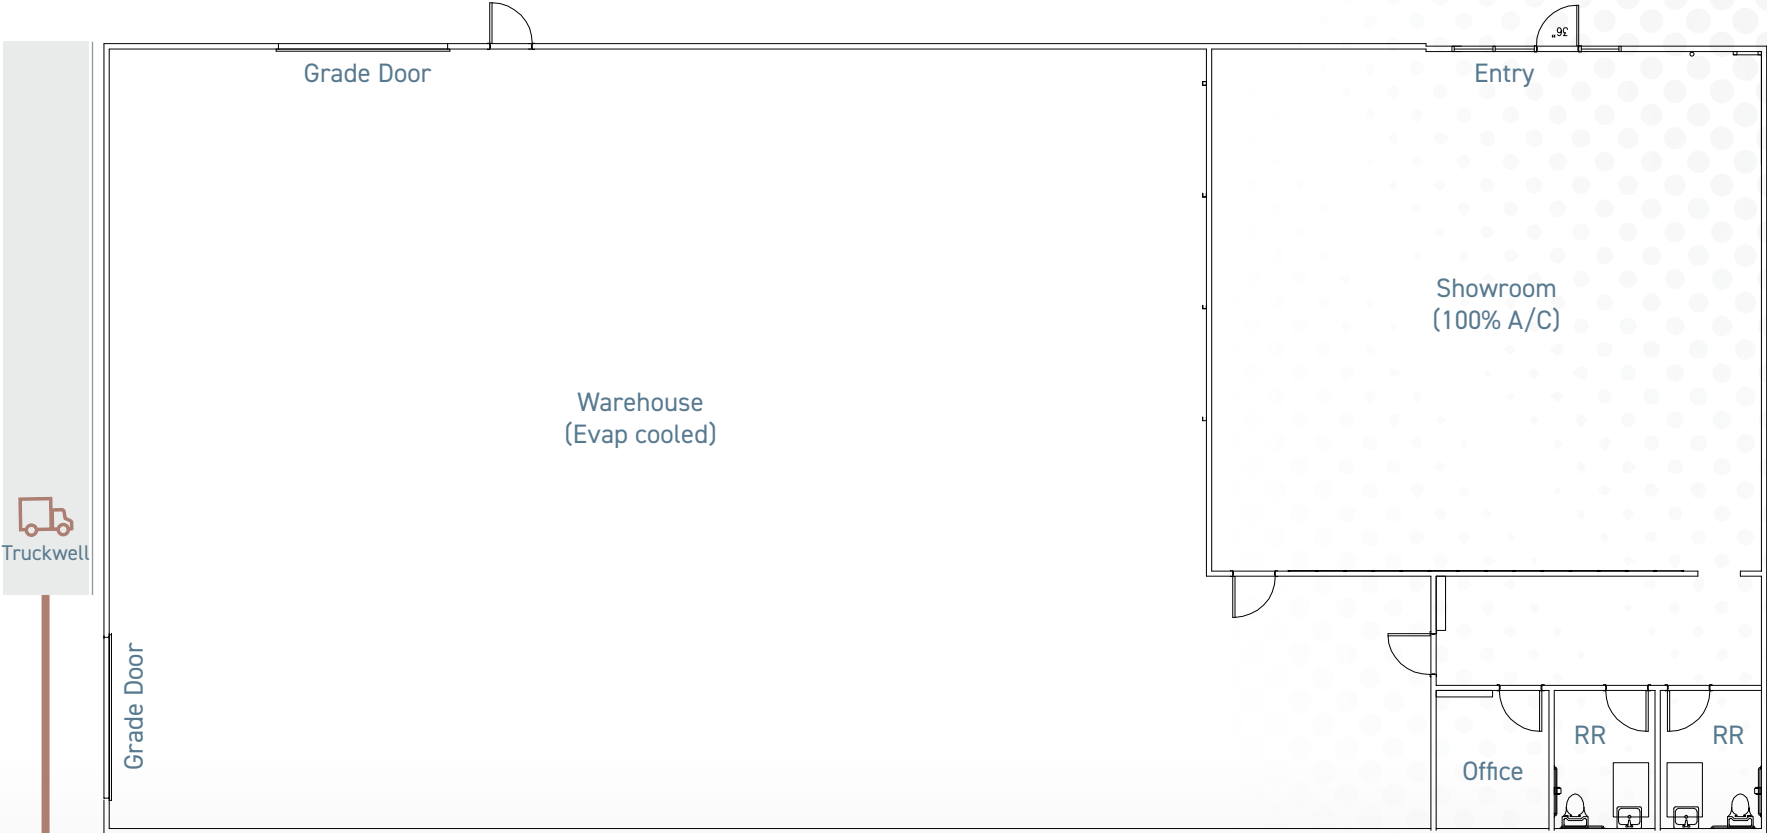 36"
Grade Door
Entry
Showroom
(100% A/C)
Warehouse
(Evap cooled)
Truckwell
Grade Door
RR
RR
Office